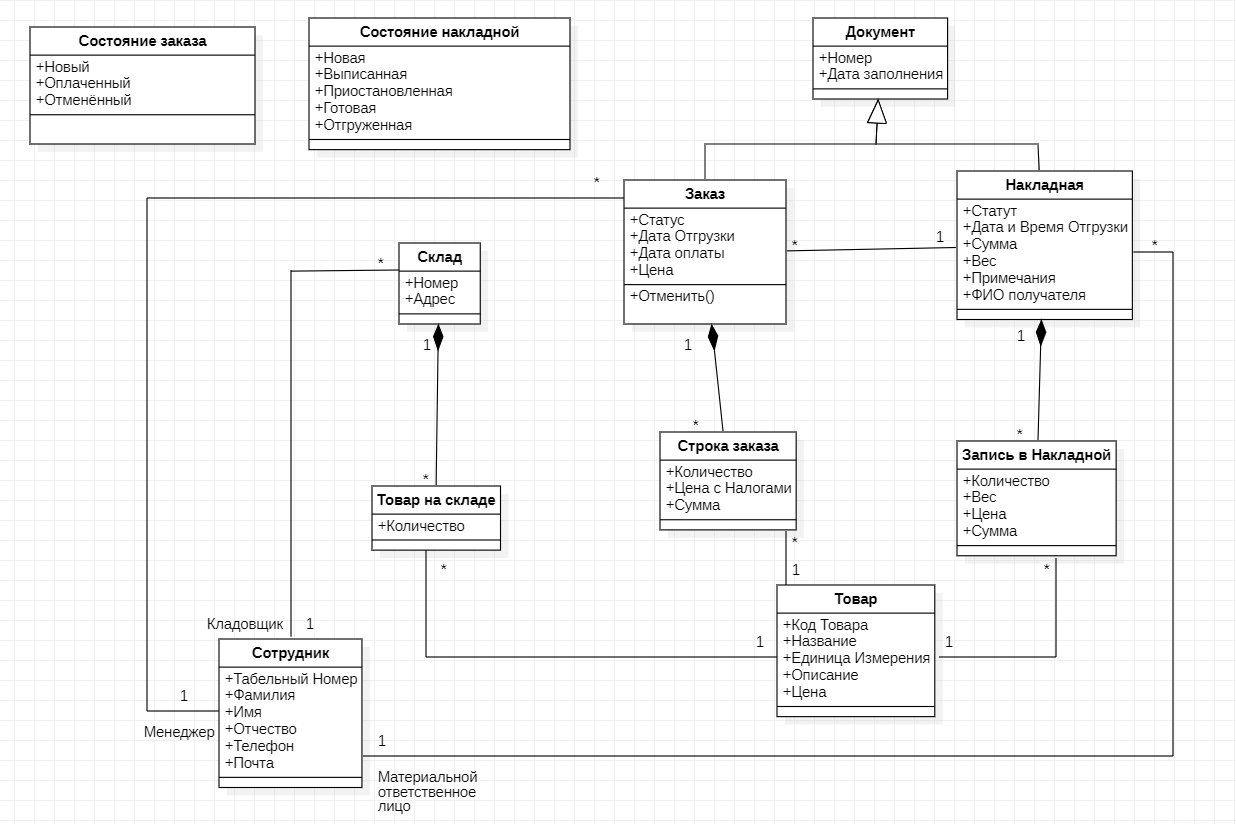 Состояние заказа
+Новый
+Оплаченный
+Отменённый
Состояние накладной
+Новая
+Выписанная
+Приостановленная
+Готовая
+Отгруженная
Документ
+Номер
+Дата заполнения
*
Заказ
+Статус
+Дата Отгрузки
+Дата оплаты
+Цена
+Отменить()
*
1
Накладная
+Статут
+Дата и Время Отгрузки
+Сумма
+Вес
+Примечания
+ФИО получателя
*
*
Склад
+Номер
+Адрес
1
1
1
*
Товар на складе
+Количество
*
*
Строка заказа
+Количество
+Цена с Налогами
+Сумма
*
1
*
Запись в Накладной
+Количество
+Вес
+Цена
+Сумма
*
1
Товар
+Код Товара
+Название
+Единица Измерения
+Описание
+Цена
1
Кладовщик
1
Сотрудник
+Табельный Номер
+Фамилия
+Имя
+Отчество
+Телефон
+Почта
1
Менеджер
1
Материальной
ответственное
лицо